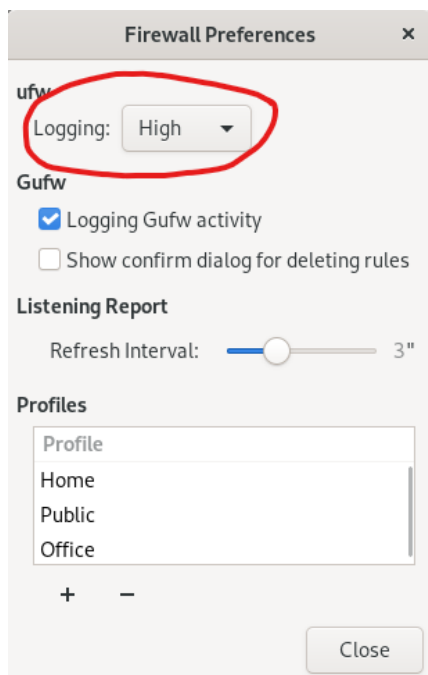 Firewall Preferences ×
ufw
Logging: High
Gufw
Logging Gufw activity
Show confirm dialog for deleting rules
Listening Report
Refresh Interval: 3"
Profiles
Profile
Home
Public
Office
+ −
Close